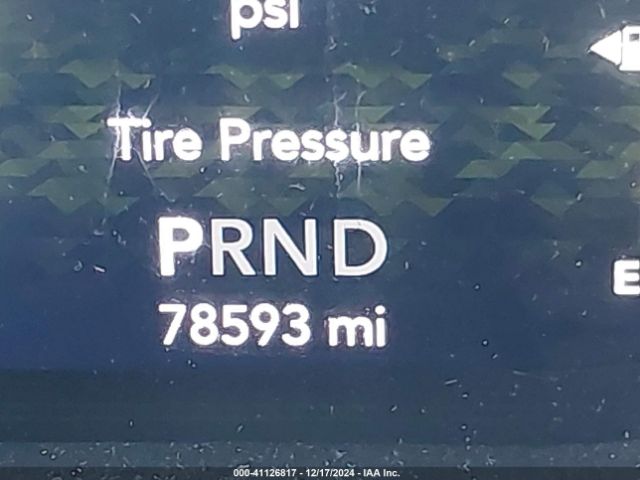 psi
Tire Pressure
PRND
78593 mi
E
000-41126817 - 12/17/2024 - IAA Inc.